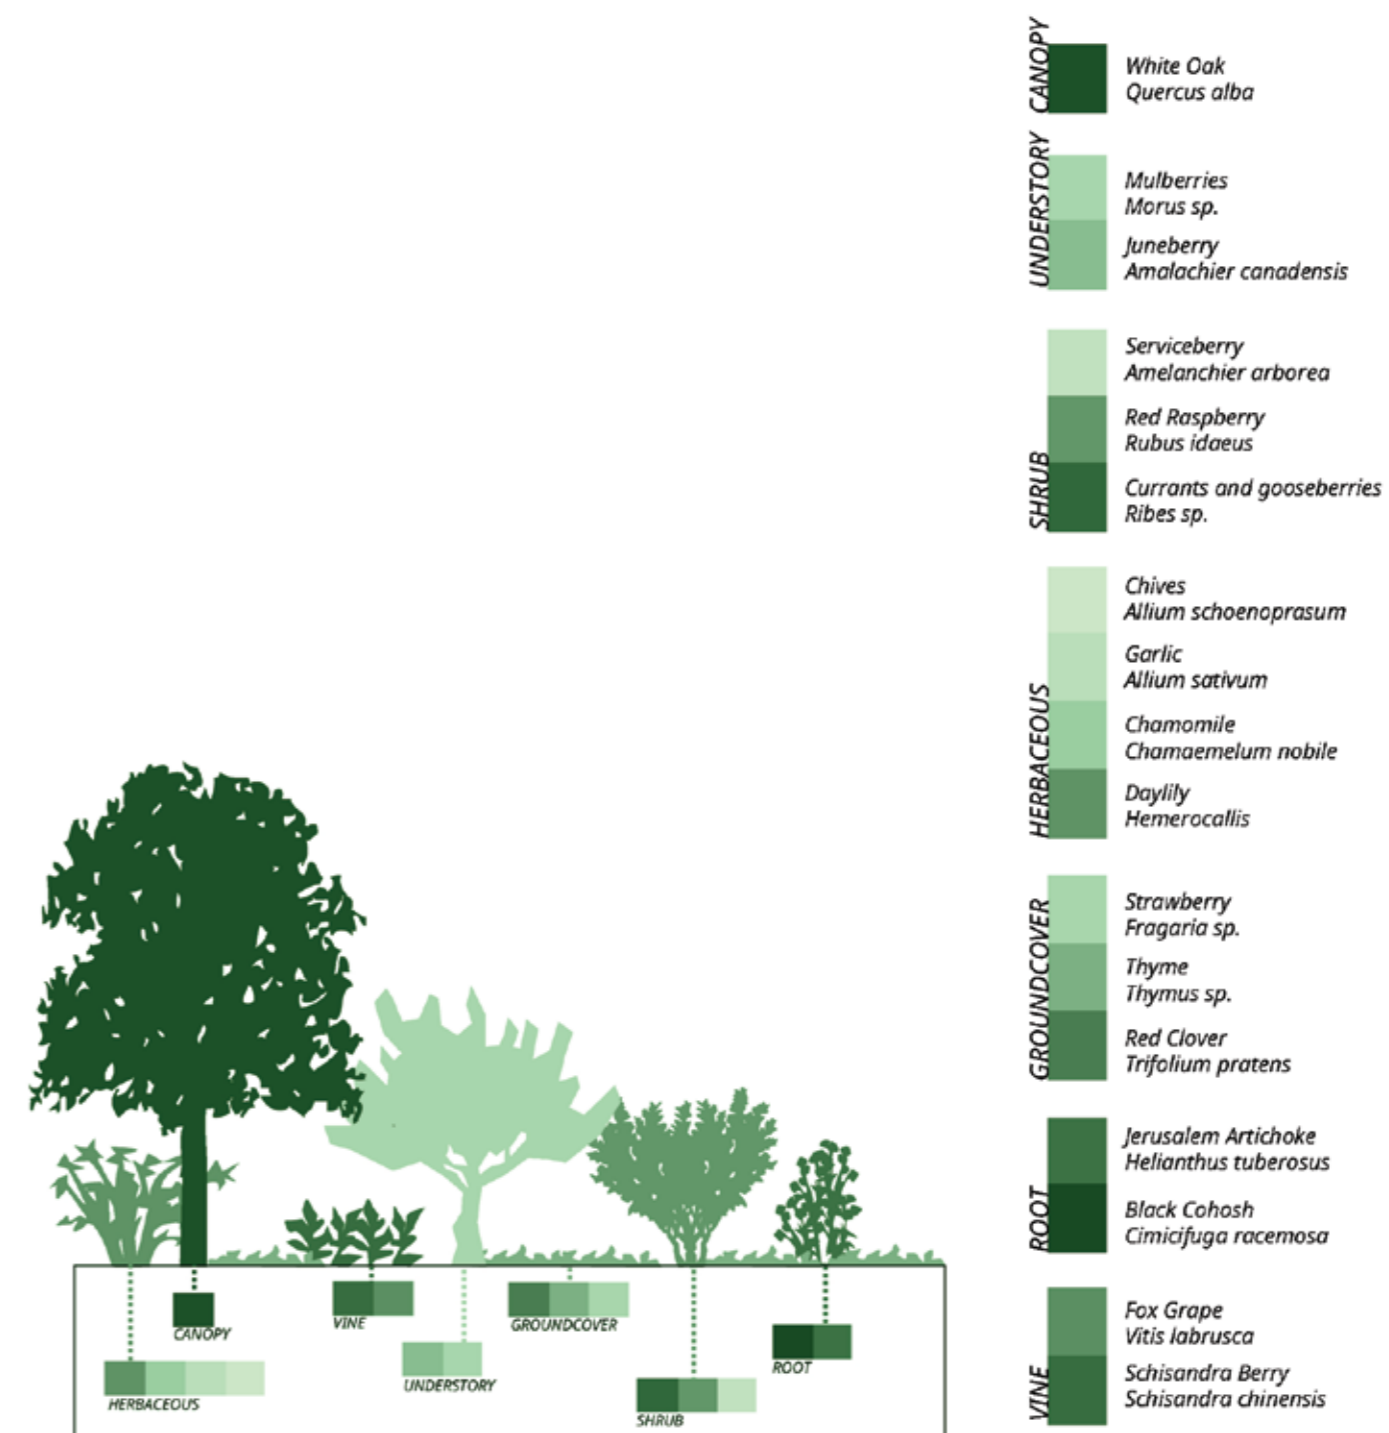 CANOPY
White Oak
Quercus alba
UNDERSTORY
Mulberries
Morus sp.
Juneberry
Amalachier canadensis
SHRUB
Serviceberry
Amelanchier arborea
Red Raspberry
Rubus idaeus
Currants and gooseberries
Ribes sp.
HERBACEOUS
Chives
Allium schoenoprasum
Garlic
Allium sativum
Chamomile
Chamaemelum nobile
Daylily
Hemerocallis
GROUNDCOVER
Strawberry
Fragaria sp.
Thyme
Thymus sp.
Red Clover
Trifolium pratens
ROOT
Jerusalem Artichoke
Helianthus tuberosus
Black Cohosh
Cimicifuga racemosa
VINE
Fox Grape
Vitis labrusca
Schisandra Berry
Schisandra chinensis
CANOPY
HERBACEOUS
VINE
UNDERSTORY
GROUNDCOVER
SHRUB
ROOT